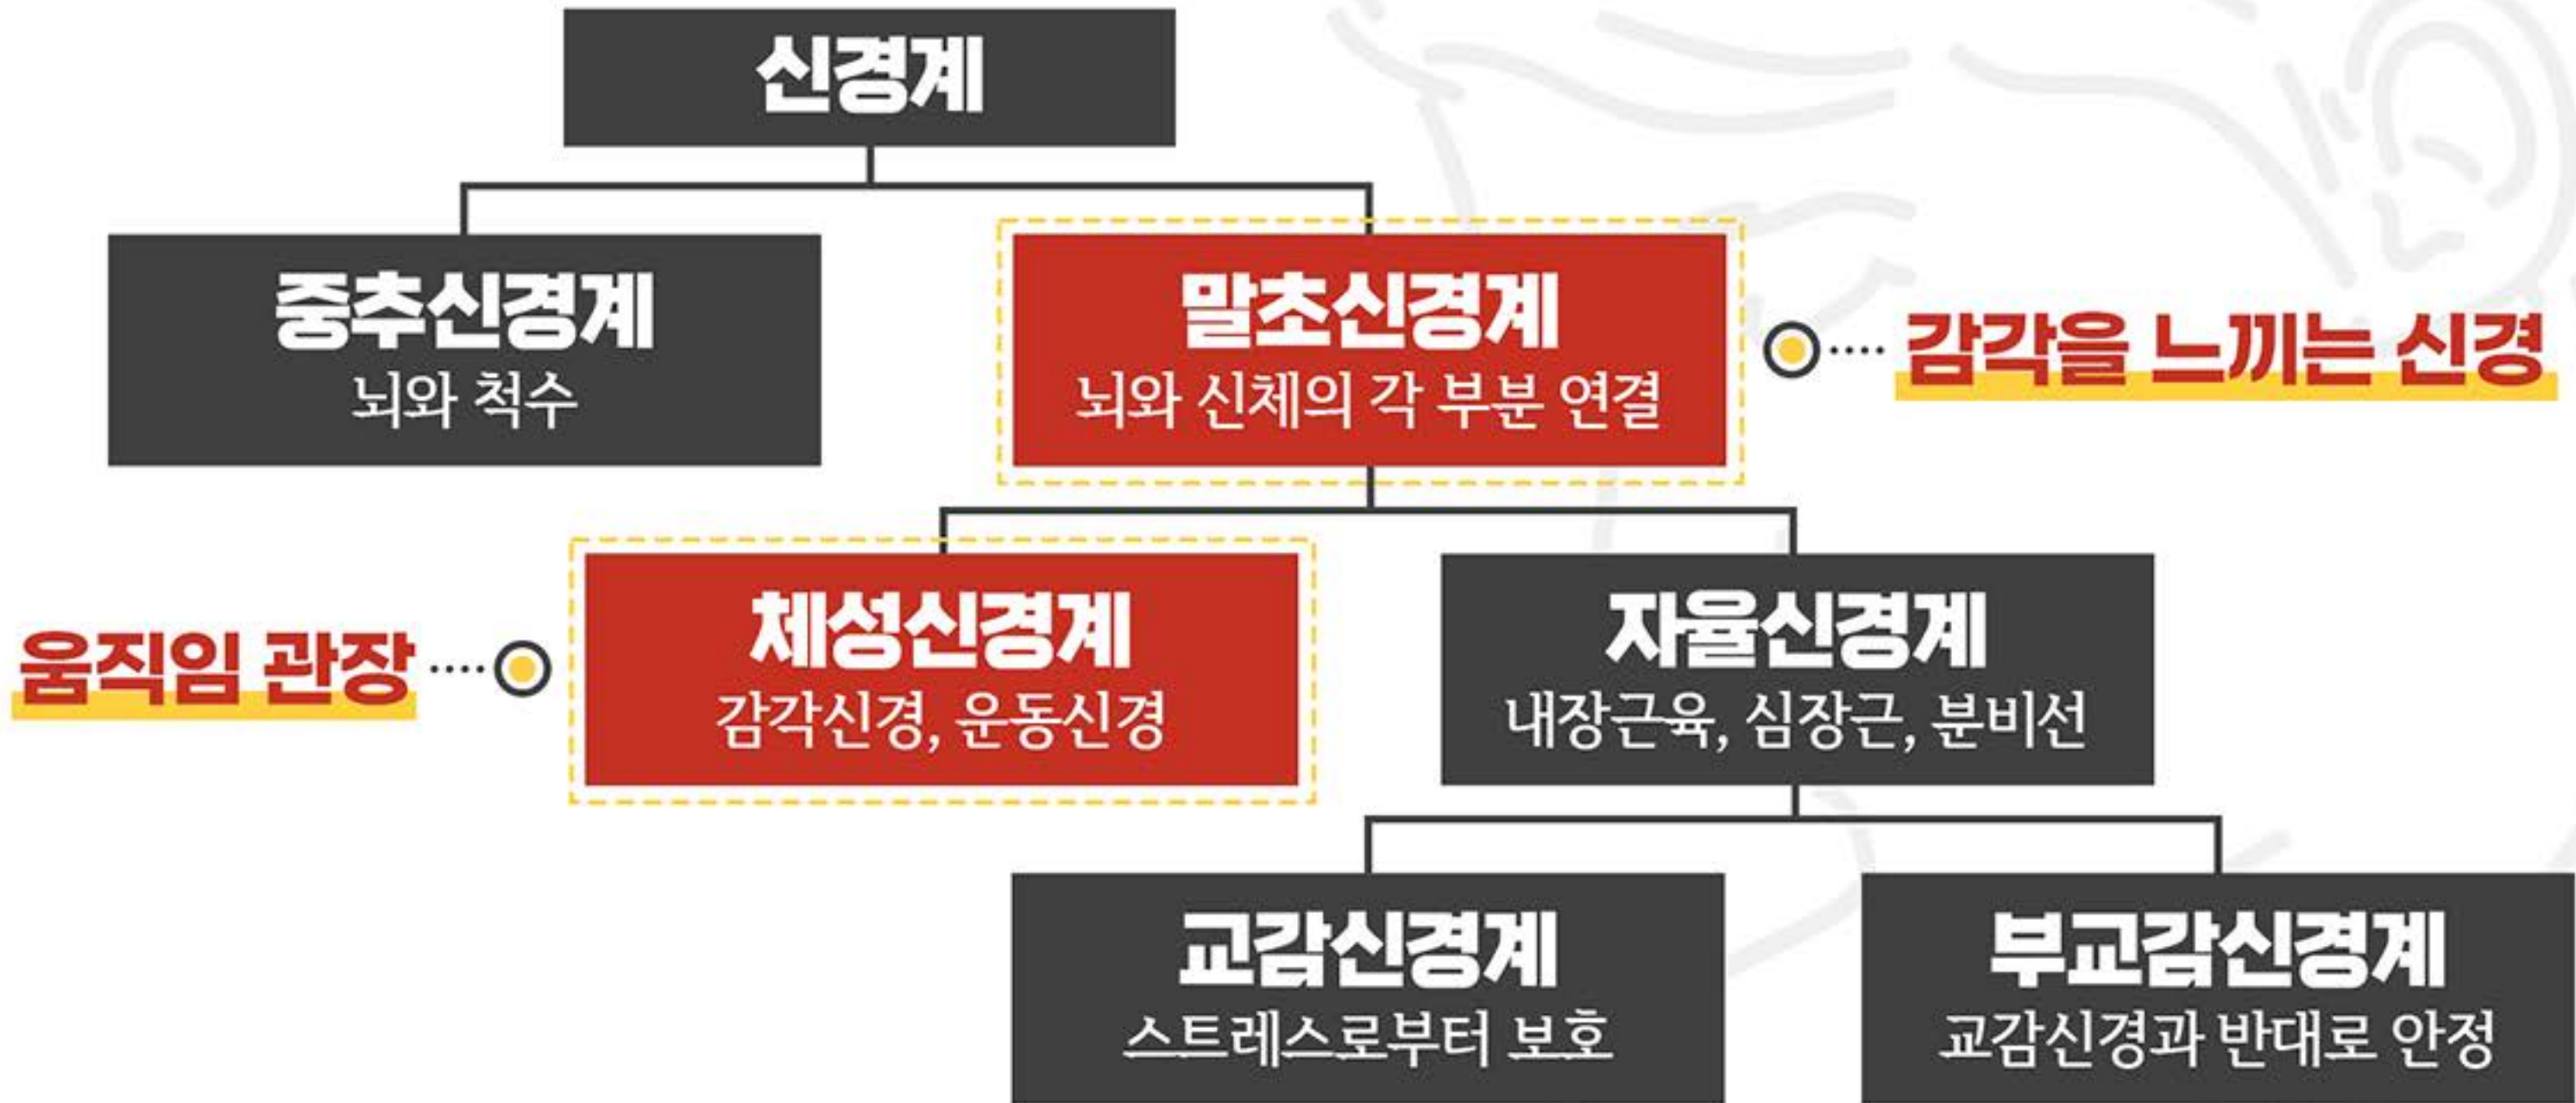 신경계
중추신경계
뇌와 척수
말초신경계
뇌와 신체의 각 부분 연결
감각을 느끼는 신경
움직임 관장
체성신경계
감각신경, 운동신경
자율신경계
내장근육, 심장근, 분비선
교감신경계
스트레스로부터 보호
부교감신경계
교감신경과 반대로 안정